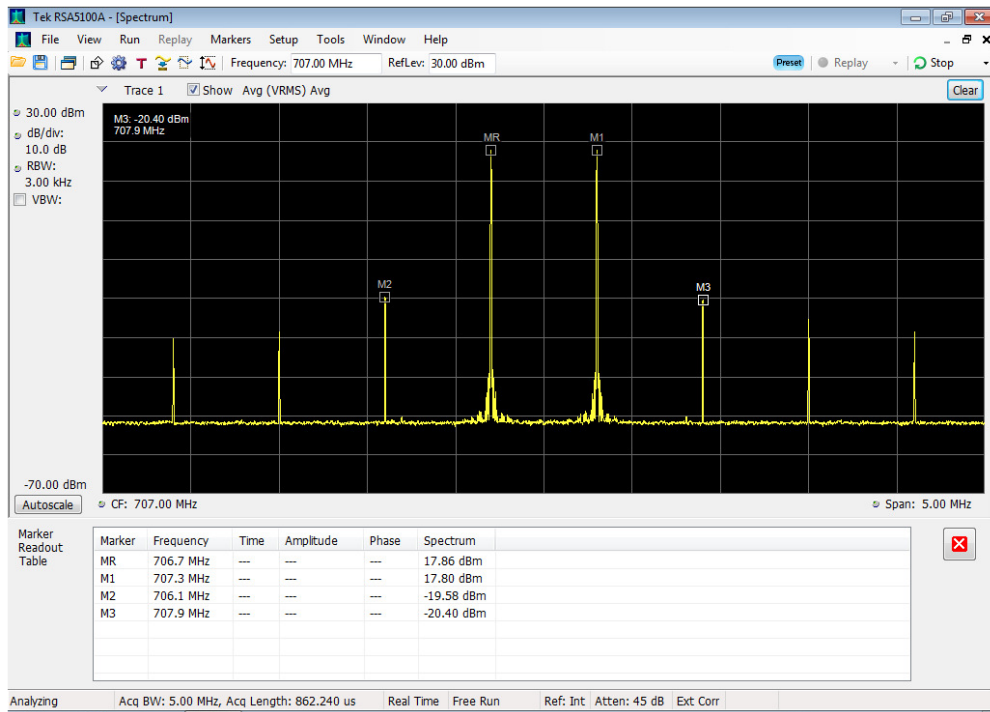 Tek RSA5100A - [Spectrum]
File View Run Replay Markers Setup Tools Window Help
T Frequency: 707.00 MHz RefLev: 30.00 dBm Preset Replay Stop
Trace 1 Show Avg (VRMS) Avg Clear
30.00 dBm
dB/div:
10.0 dB
RBW:
3.00 kHz
VBW:
M3: -20.40 dBm
707.9 MHz
MR M1
M2 M3
-70.00 dBm
Autoscale CF: 707.00 MHz Span: 5.00 MHz
Marker
Readout
Table
Marker Frequency Time Amplitude Phase Spectrum
MR 706.7 MHz --- --- --- 17.86 dBm
M1 707.3 MHz --- --- --- 17.80 dBm
M2 706.1 MHz --- --- --- -19.58 dBm
M3 707.9 MHz --- --- --- -20.40 dBm
Analyzing Acq BW: 5.00 MHz, Acq Length: 862.240 us Real Time Free Run Ref: Int Atten: 45 dB Ext Corr